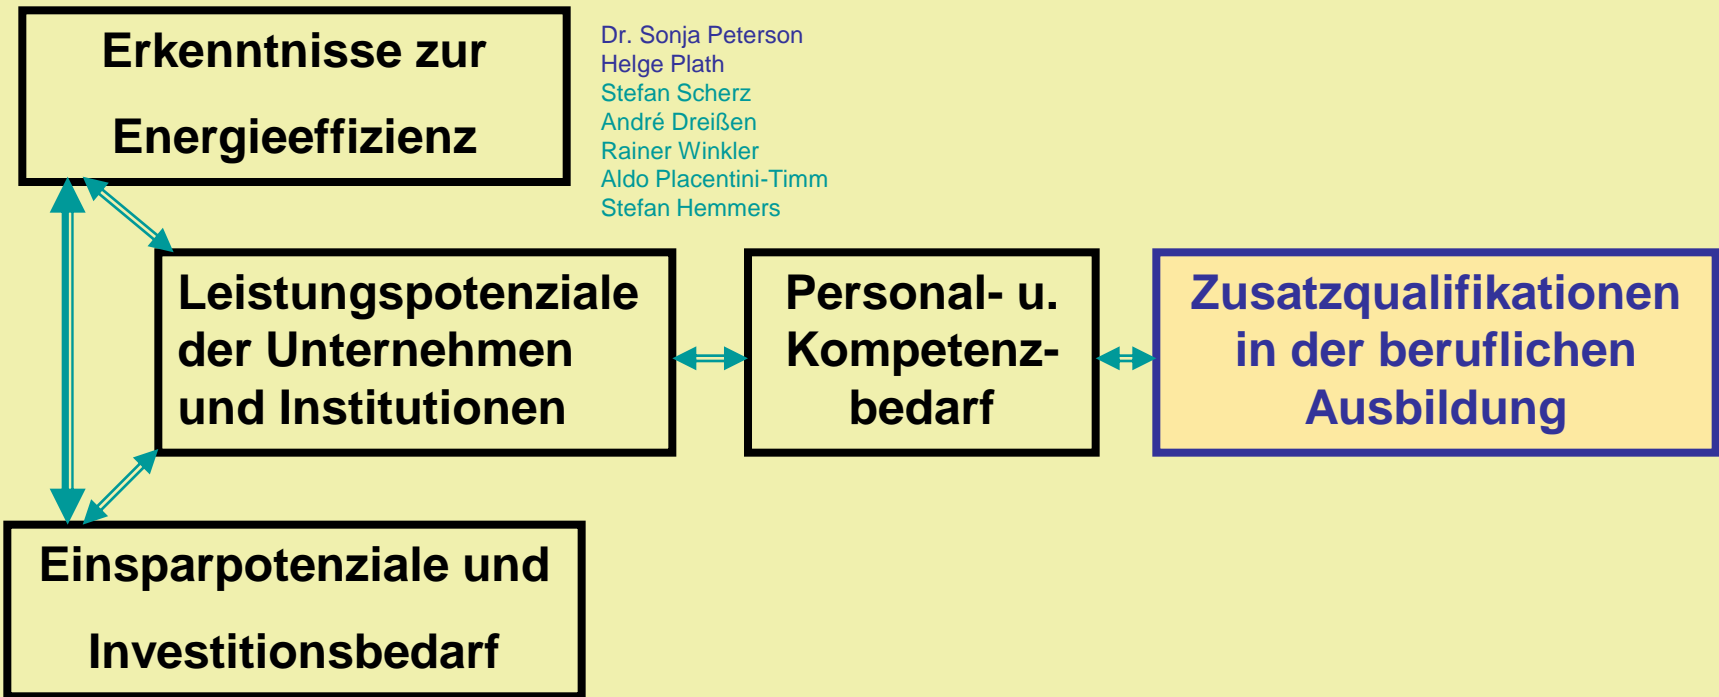 Erkenntnisse zur
Energieeffizienz
Dr. Sonja Peterson
Helge Plath
Stefan Scherz
André Dreißen
Rainer Winkler
Aldo Placentini-Timm
Stefan Hemmers
Leistungspotenziale
der Unternehmen
und Institutionen
Personal- u.
Kompetenz-
bedarf
Zusatzqualifikationen
in der beruflichen
Ausbildung
Einsparpotenziale und
Investitionsbedarf